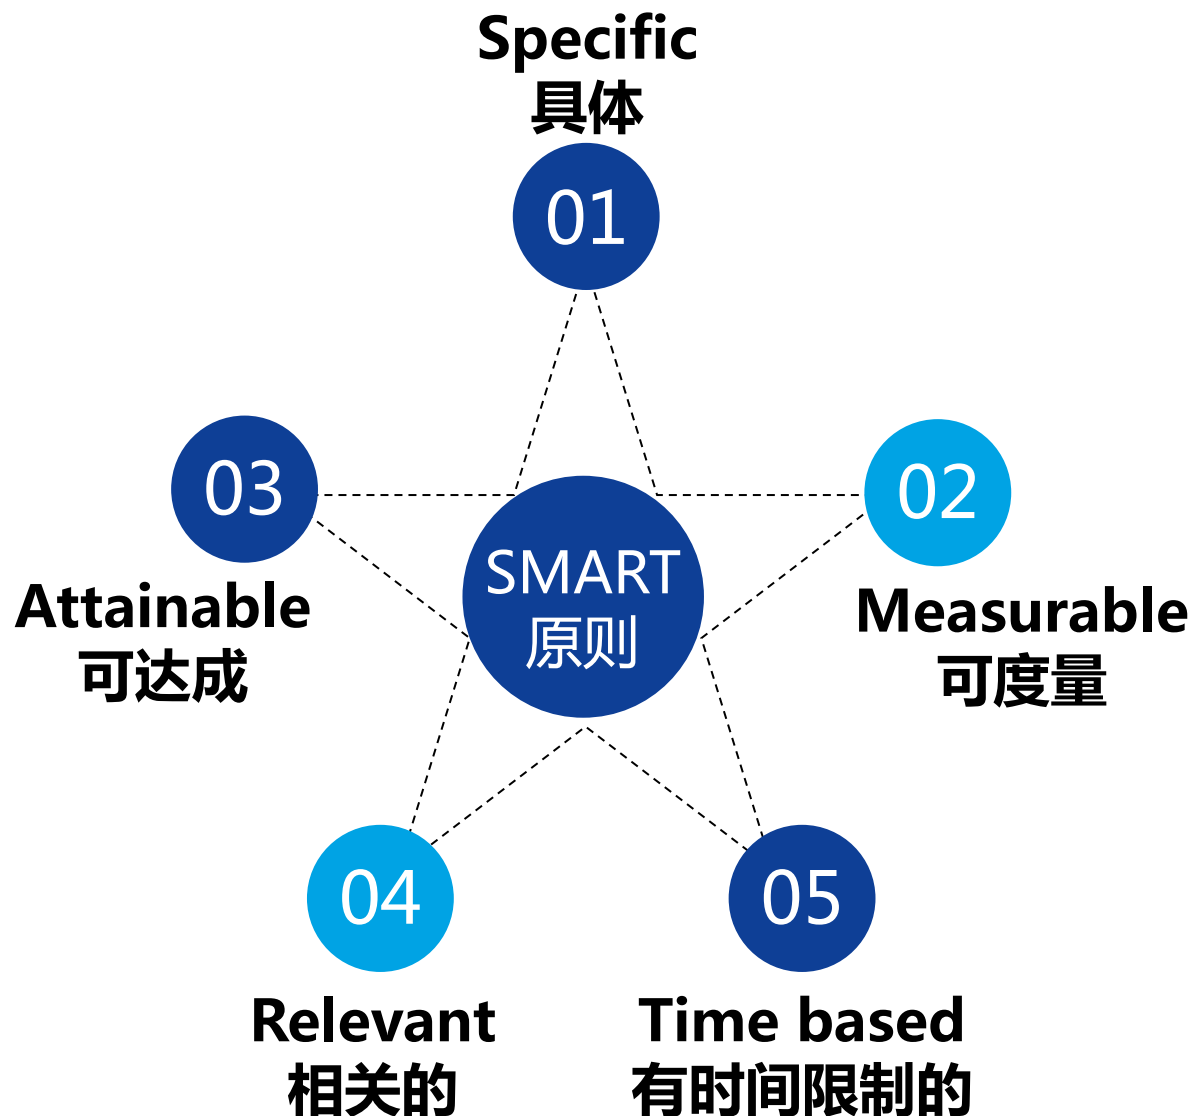 Specific
具体
01
03
02
SMART
原则
Attainable
可达成
Measurable
可度量
04
05
Relevant
相关的
Time based
有时间限制的